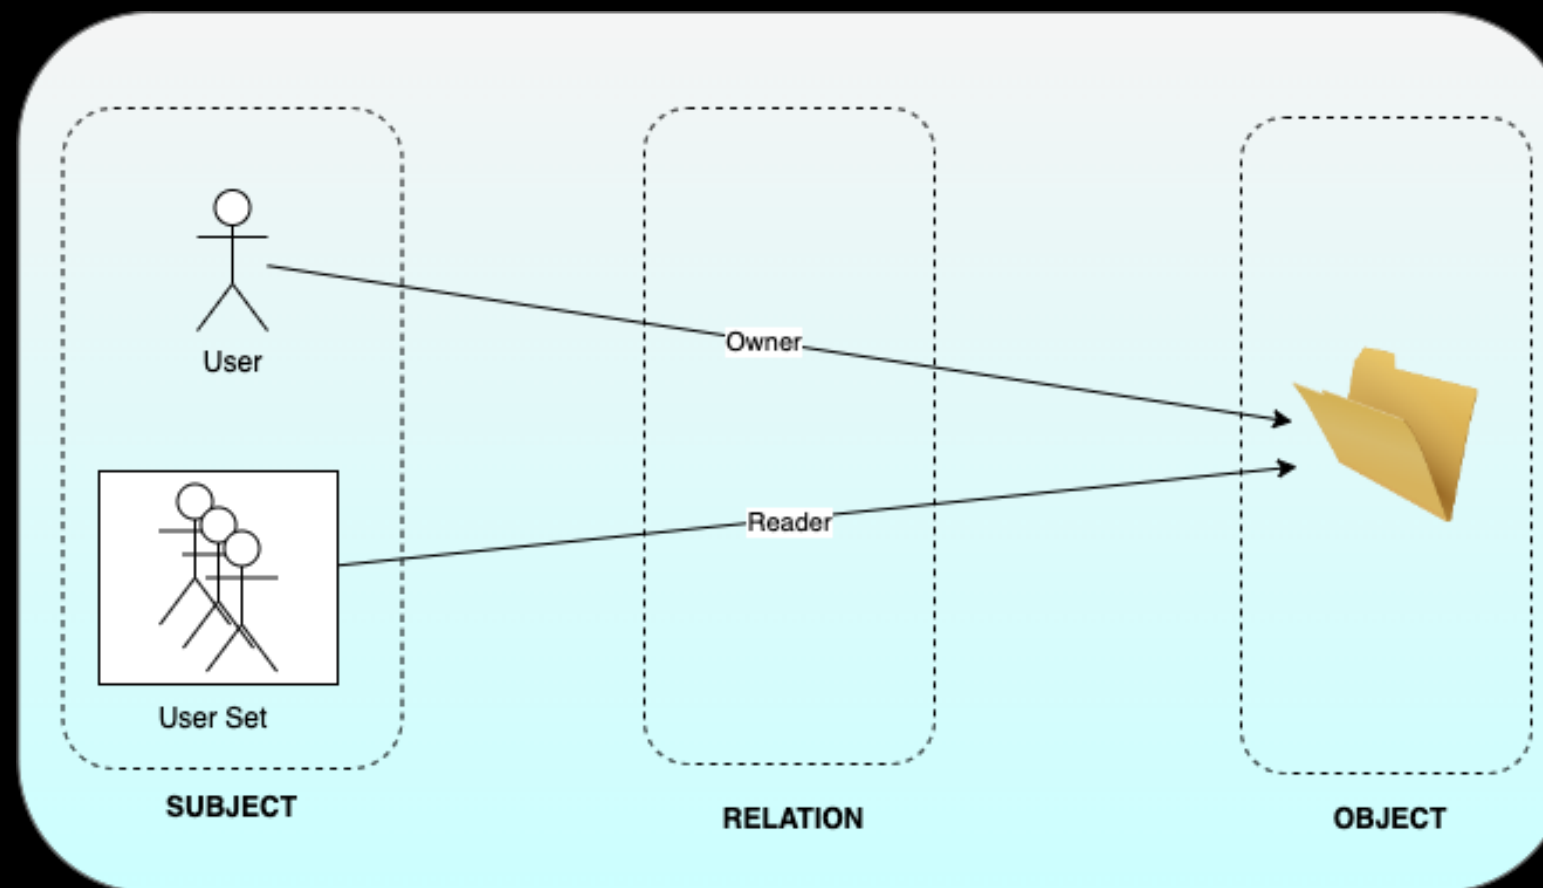 User
Owner
Reader
User Set
SUBJECT
RELATION
OBJECT